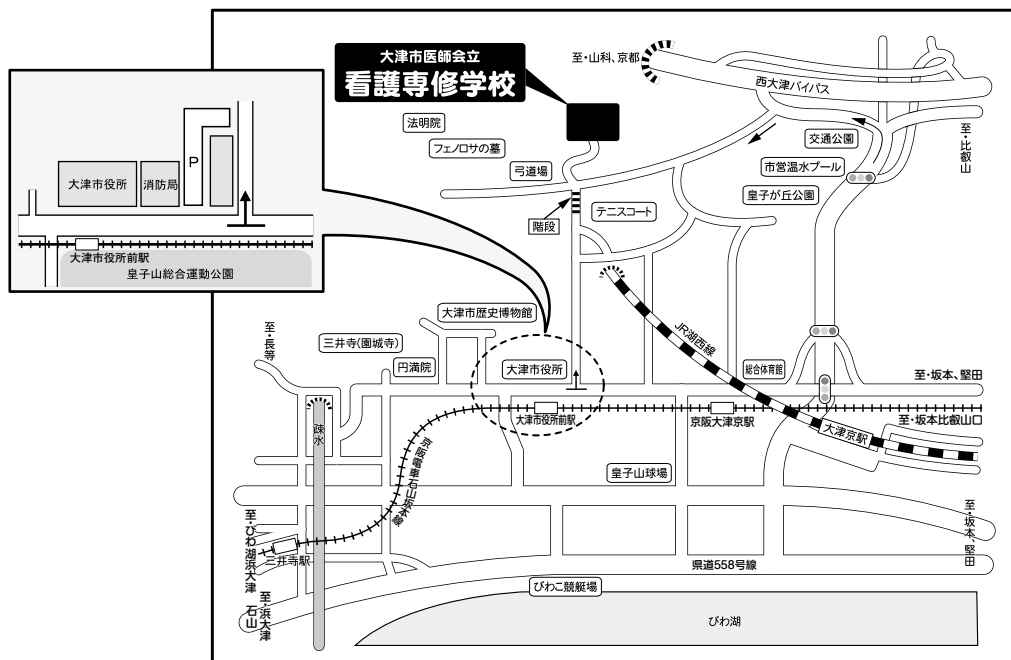 大津市医師会立
看護専修学校
至・山科、京都
西大津バイパス
至・比叡山
法明院
フェノロサの墓
弓道場
交通公園
市営温水プール
皇子が丘公園
テニスコート
階段
大津市役所
消防局
P
大津市役所前駅
皇子山総合運動公園
大津市歴史博物館
JR湖西線
至・長等
三井寺(園城寺)
円満院
大津市役所
総合体育館
至・坂本、堅田
大津市役所前駅
京阪大津京駅
至・坂本比叡山口
疎水
大津京駅
京阪電車石山坂本線
皇子山球場
至・びわ湖浜大津
石山
至・浜大津
三井寺駅
至・坂本、堅田
県道558号線
びわこ競艇場
びわ湖